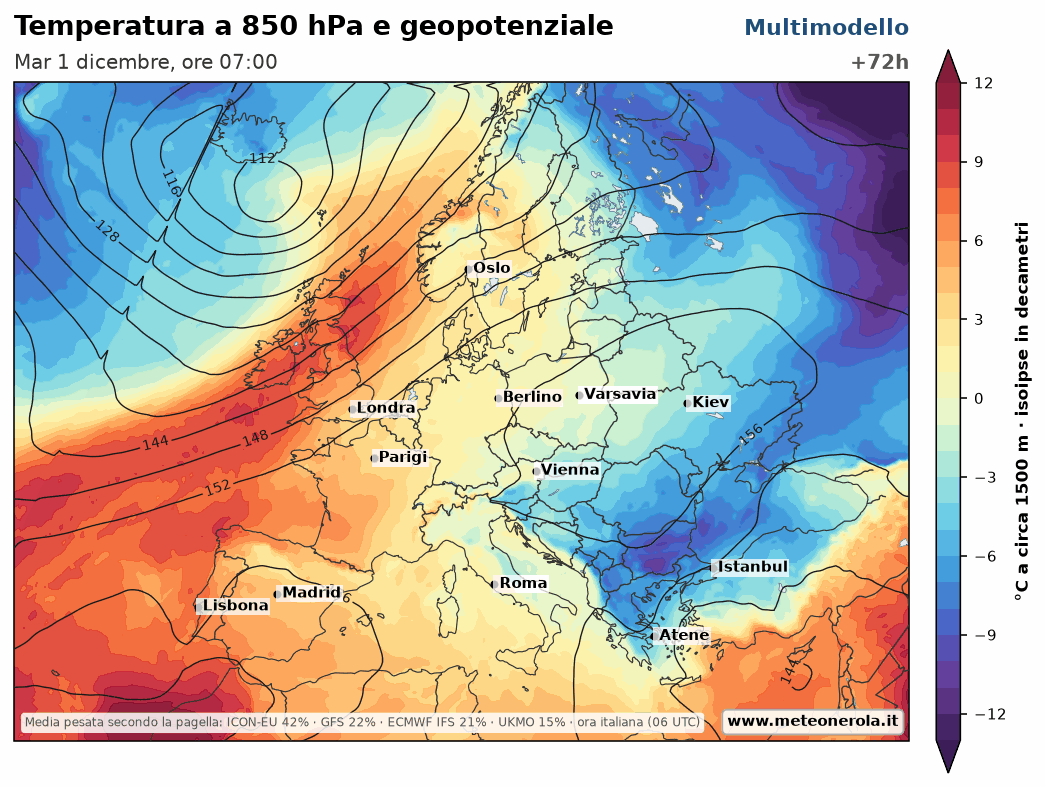 Temperatura a 850 hPa e geopotenziale
Multimodello
Mar 1 dicembre, ore 07:00
+72h
112
116
128
144
148
152
156
144
Oslo
Londra
Berlino
Varsavia
Kiev
Parigi
Vienna
Roma
Istanbul
Madrid
Lisbona
Atene
12
9
6
3
0
−3
−6
−9
−12
°C a circa 1500 m · isoipse in decametri
Media pesata secondo la pagella: ICON-EU 42% · GFS 22% · ECMWF IFS 21% · UKMO 15% · ora italiana (06 UTC)
www.meteonerola.it